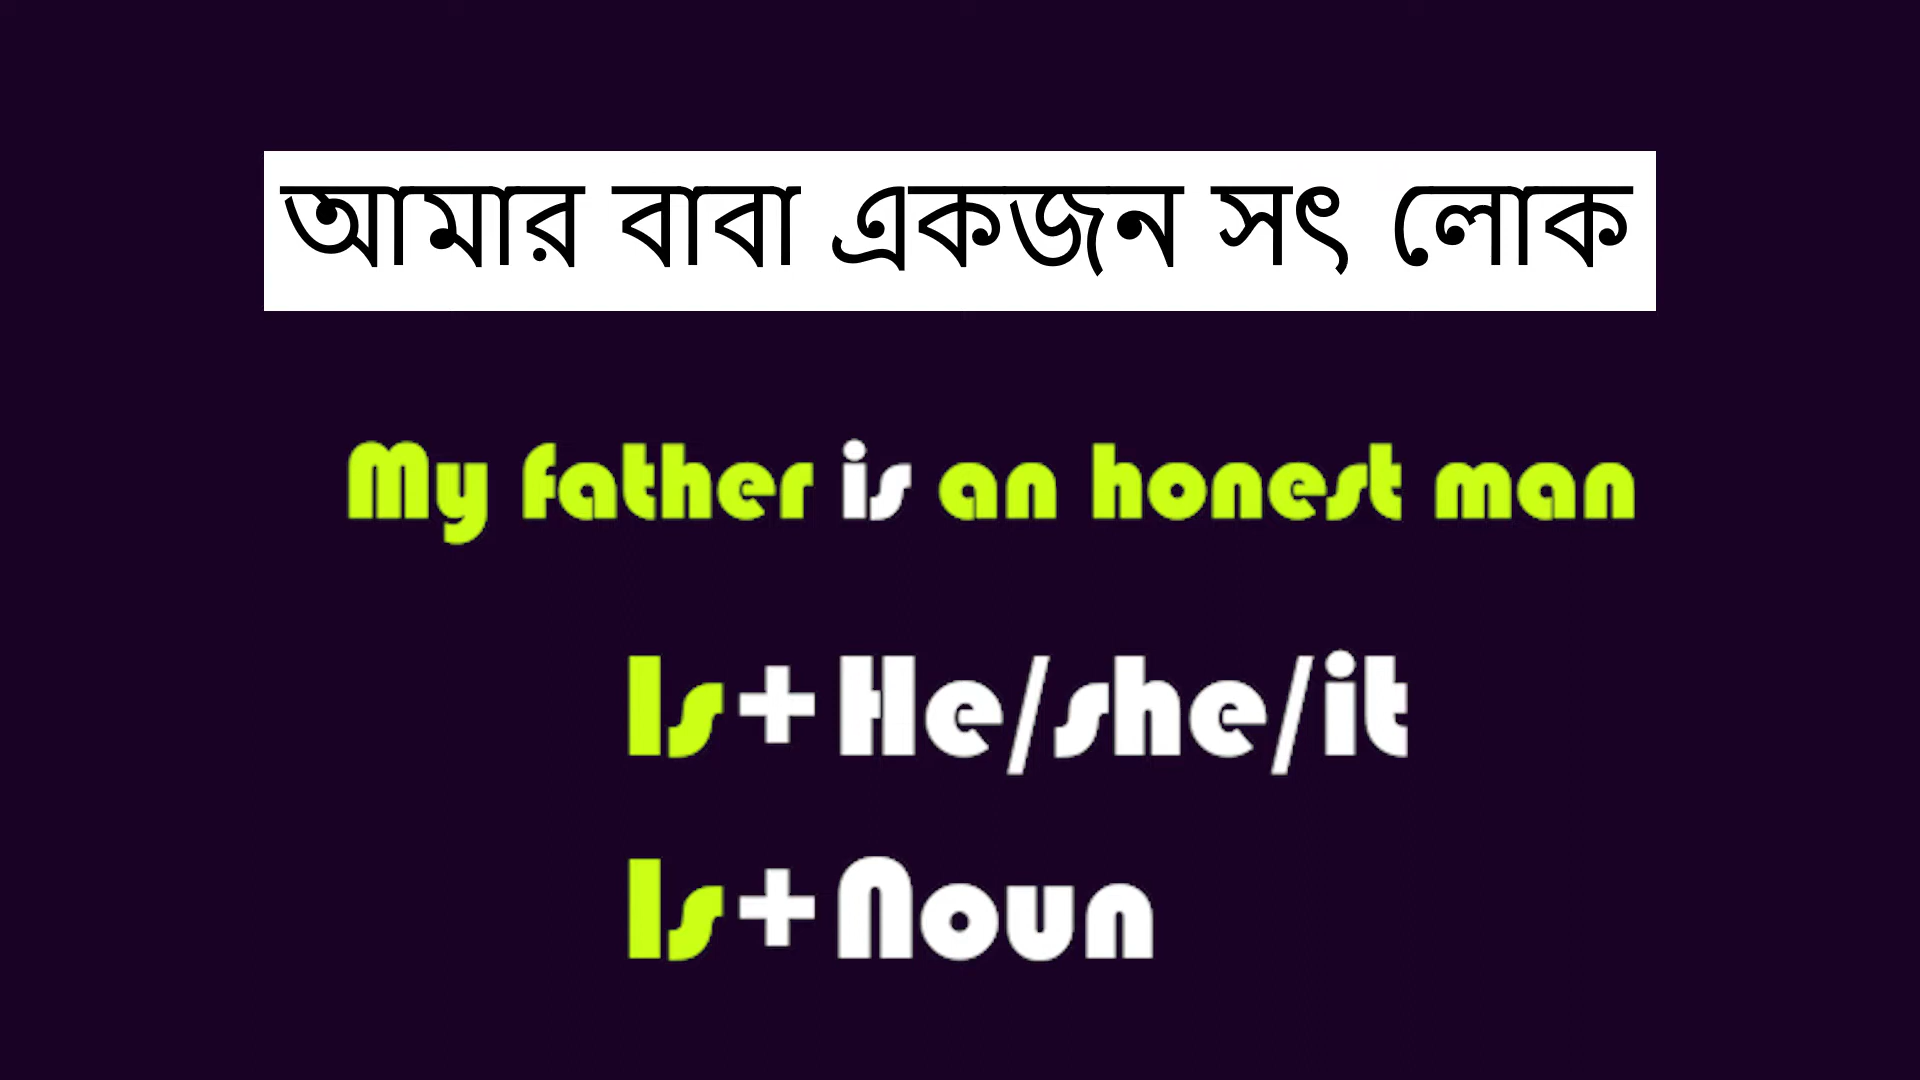 আমার বাবা একজন সৎ লোক
My father is an honest man
Is+He/she/it
Is+Noun